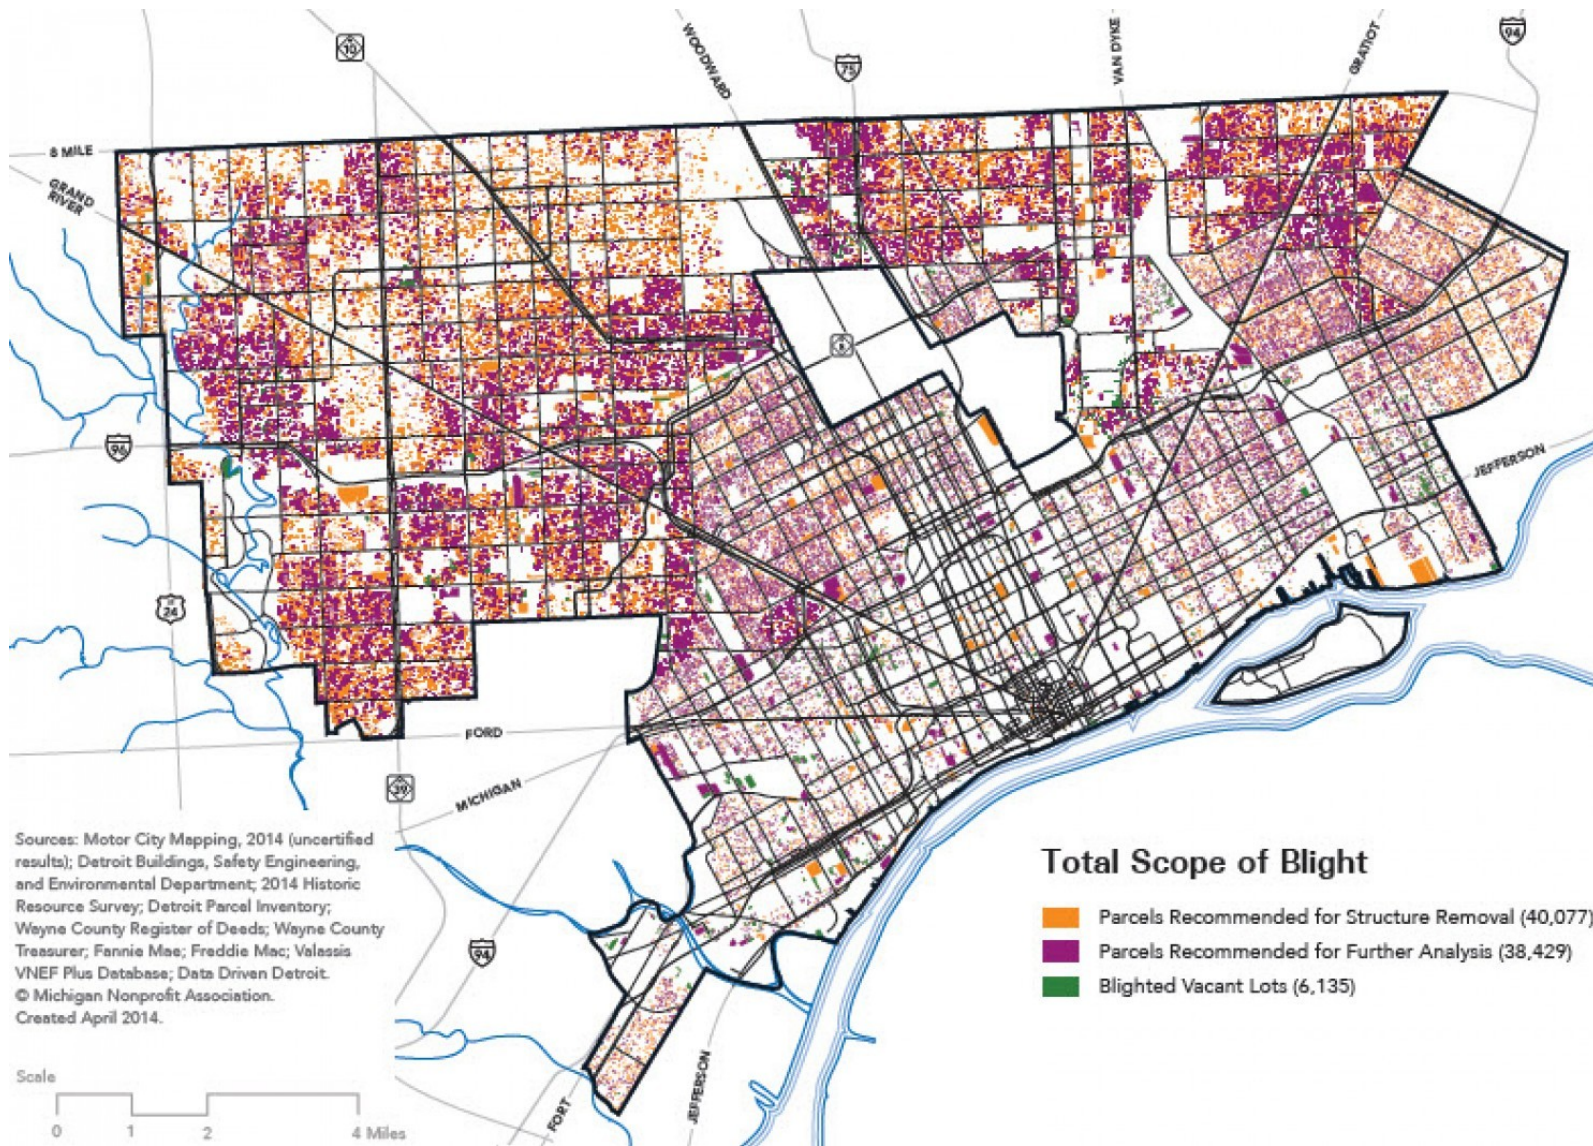 10
WOODWARD
75
VAN DYKE
GRATIOT
94
8 MILE
GRAND
RIVER
8
96
JEFFERSON
24
FORD
39
MICHIGAN
Sources: Motor City Mapping, 2014 (uncertified
results); Detroit Buildings, Safety Engineering,
and Environmental Department; 2014 Historic
Resource Survey; Detroit Parcel Inventory;
Wayne County Register of Deeds; Wayne County
Treasurer; Fannie Mae; Freddie Mac; Valassis
VNEF Plus Database; Data Driven Detroit.
© Michigan Nonprofit Association.
Created April 2014.
94
Total Scope of Blight
Parcels Recommended for Structure Removal (40,077)
Parcels Recommended for Further Analysis (38,429)
Blighted Vacant Lots (6,135)
Scale
0 1 2 4 Miles
FORT
JEFFERSON